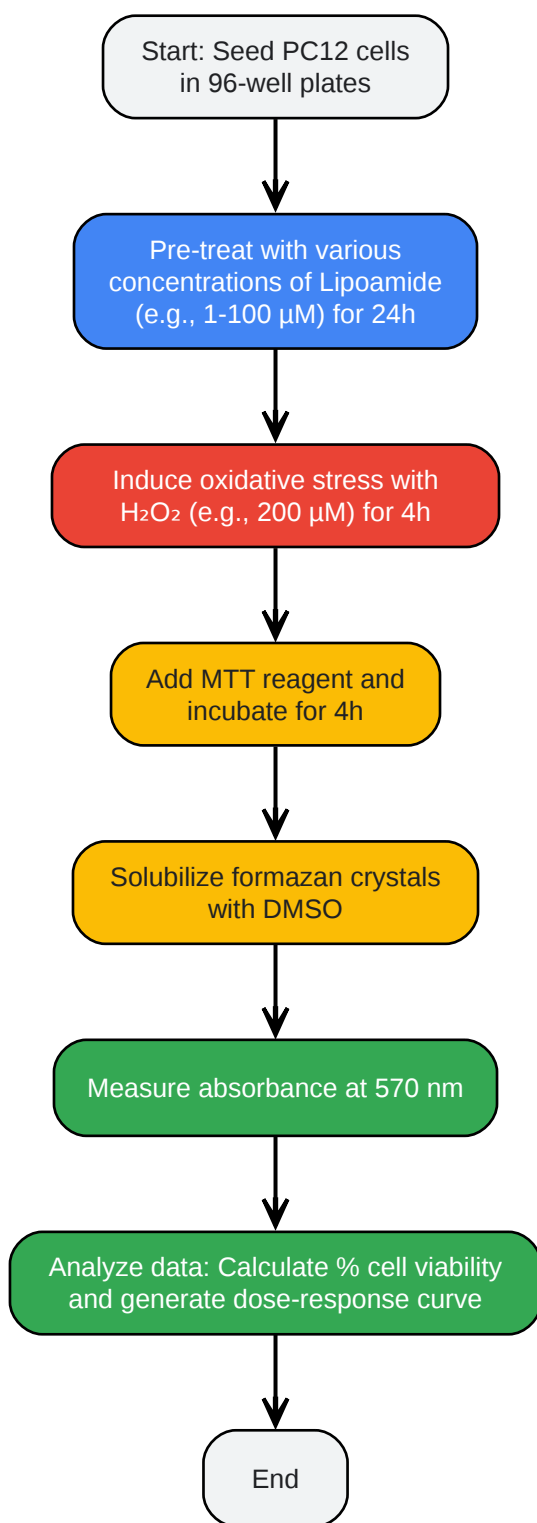 Start: Seed PC12 cells
in 96-well plates
Pre-treat with various
concentrations of Lipoamide
(e.g., 1-100 µM) for 24h
Induce oxidative stress with
H₂O₂ (e.g., 200 µM) for 4h
Add MTT reagent and
incubate for 4h
Solubilize formazan crystals
with DMSO
Measure absorbance at 570 nm
Analyze data: Calculate % cell viability
and generate dose-response curve
End